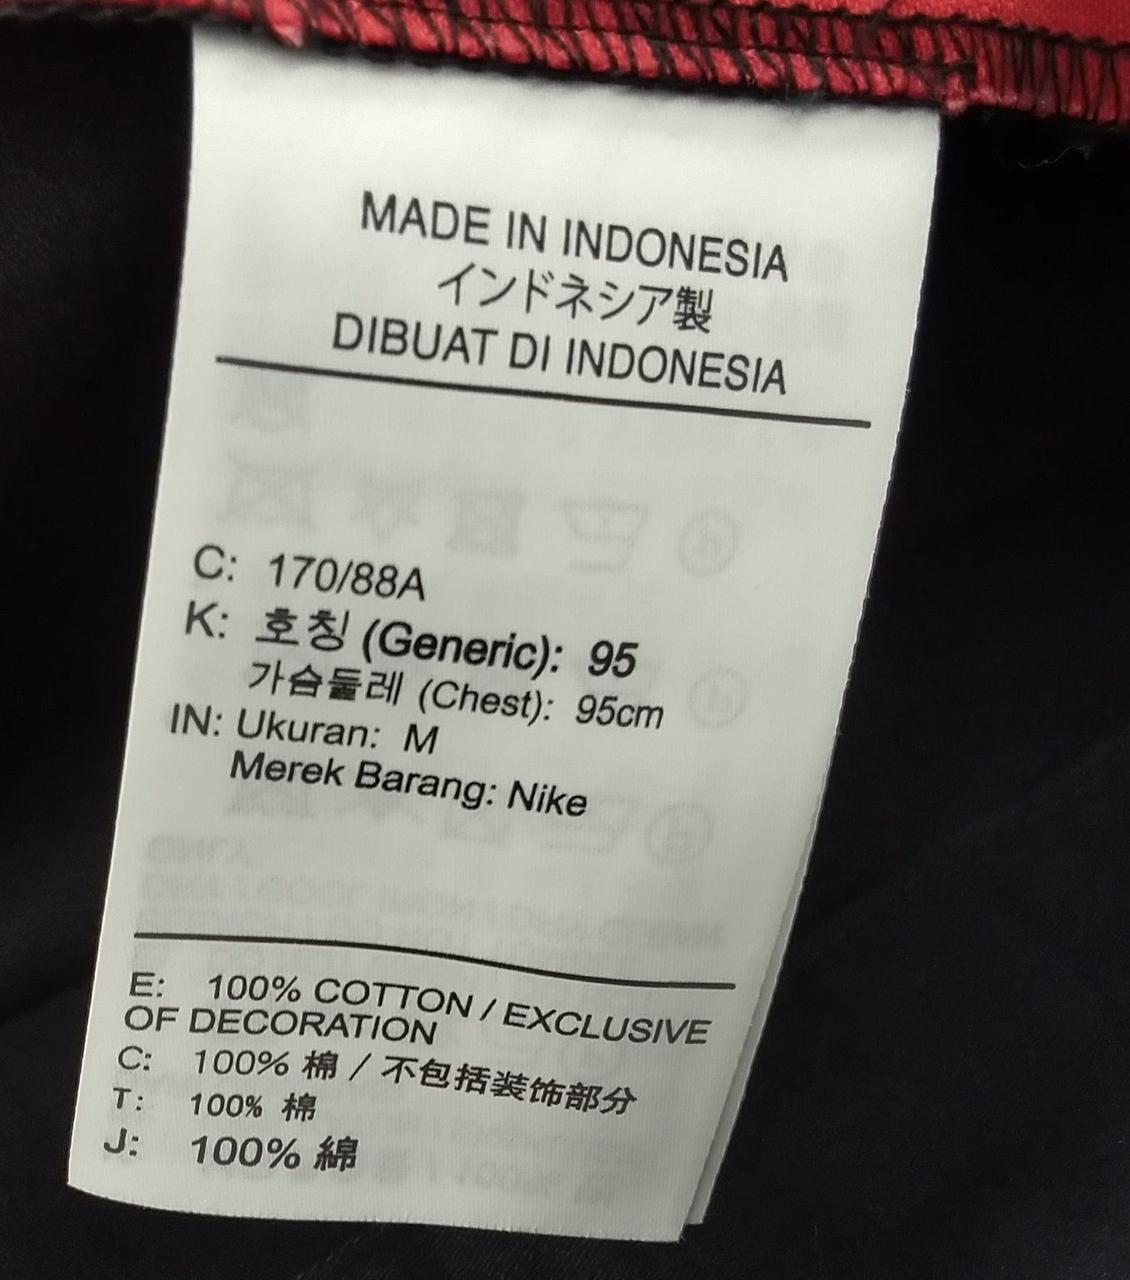 MADE IN INDONESIA
インドネシア製
DIBUAT DI INDONESIA
C: 170/88A
K: 호칭 (Generic): 95
가슴둘레 (Chest): 95cm
IN: Ukuran: M
Merek Barang: Nike
E: 100% COTTON / EXCLUSIVE
OF DECORATION
C: 100% 棉 / 不包括装饰部分
T: 100% 棉
J: 100% 綿